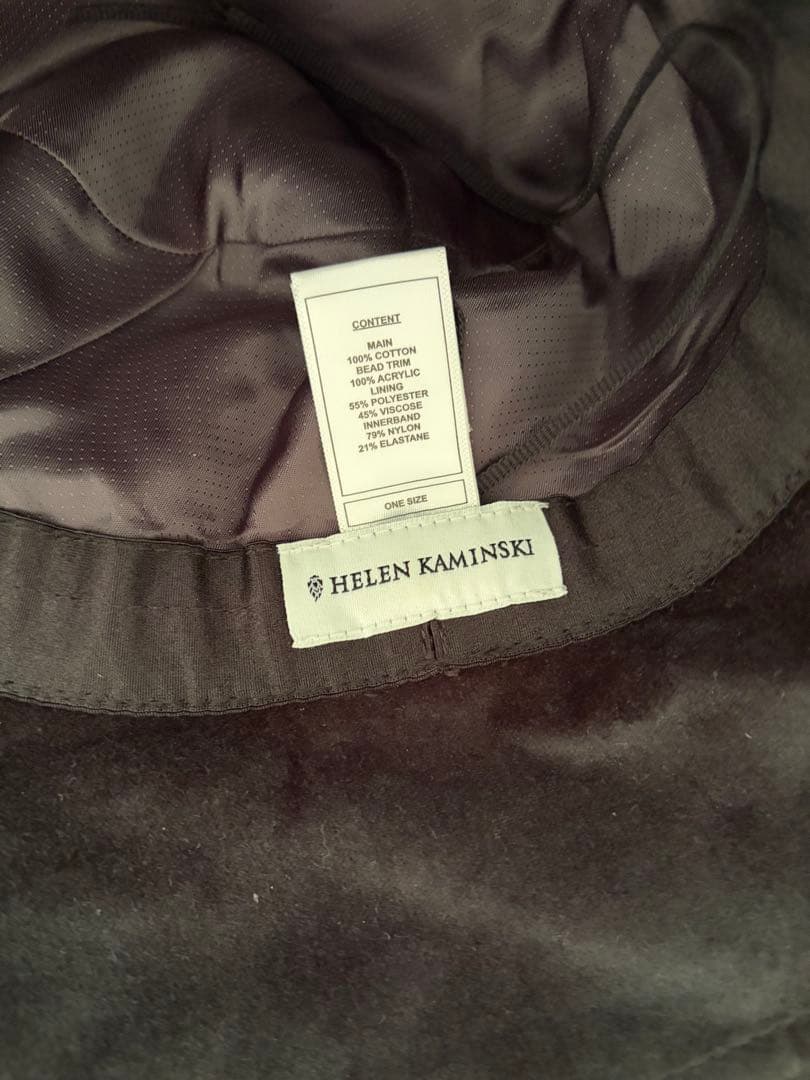 CONTENT
MAIN
100% COTTON
BEAD TRIM
100% ACRYLIC
LINING
55% POLYESTER
45% VISCOSE
INNERBAND
79% NYLON
21% ELASTANE
ONE SIZE
HELEN KAMINSKI